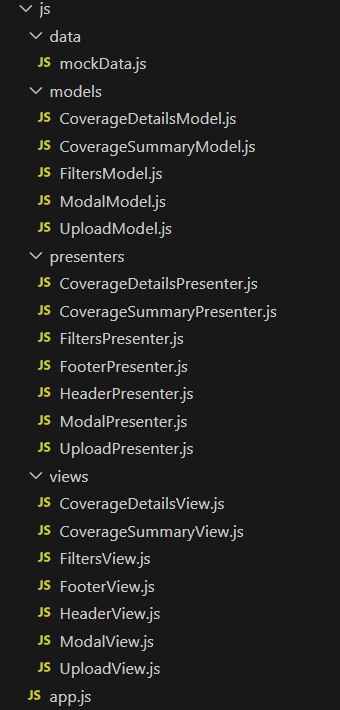 js
data
JS mockData.js
models
JS CoverageDetailsModel.js
JS CoverageSummaryModel.js
JS FiltersModel.js
JS ModalModel.js
JS UploadModel.js
presenters
JS CoverageDetailsPresenter.js
JS CoverageSummaryPresenter.js
JS FiltersPresenter.js
JS FooterPresenter.js
JS HeaderPresenter.js
JS ModalPresenter.js
JS UploadPresenter.js
views
JS CoverageDetailsView.js
JS CoverageSummaryView.js
JS FiltersView.js
JS FooterView.js
JS HeaderView.js
JS ModalView.js
JS UploadView.js
JS app.js